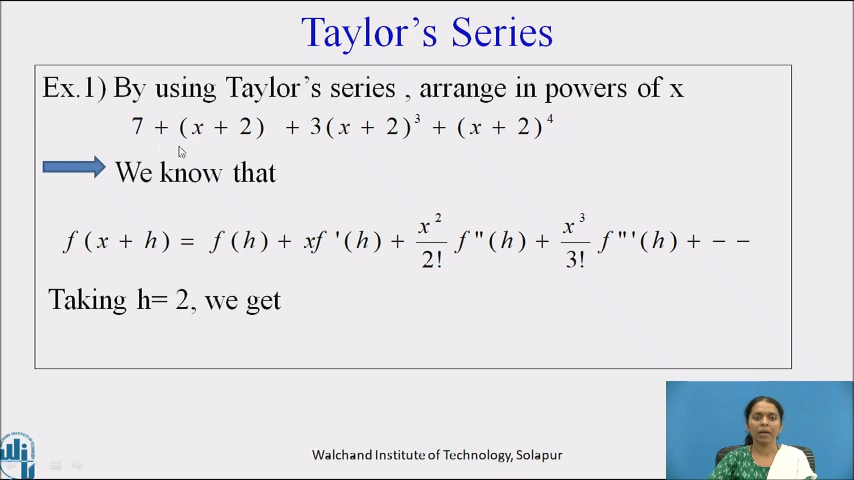 Taylor's Series
Ex.1) By using Taylor's series , arrange in powers of x
7 + (x + 2) + 3(x + 2)³ + (x + 2)⁴
We know that
f(x + h) = f(h) + xf '(h) + x²/2! f "(h) + x³/3! f "'(h) + − −
Taking h= 2, we get
Walchand Institute of Technology, Solapur